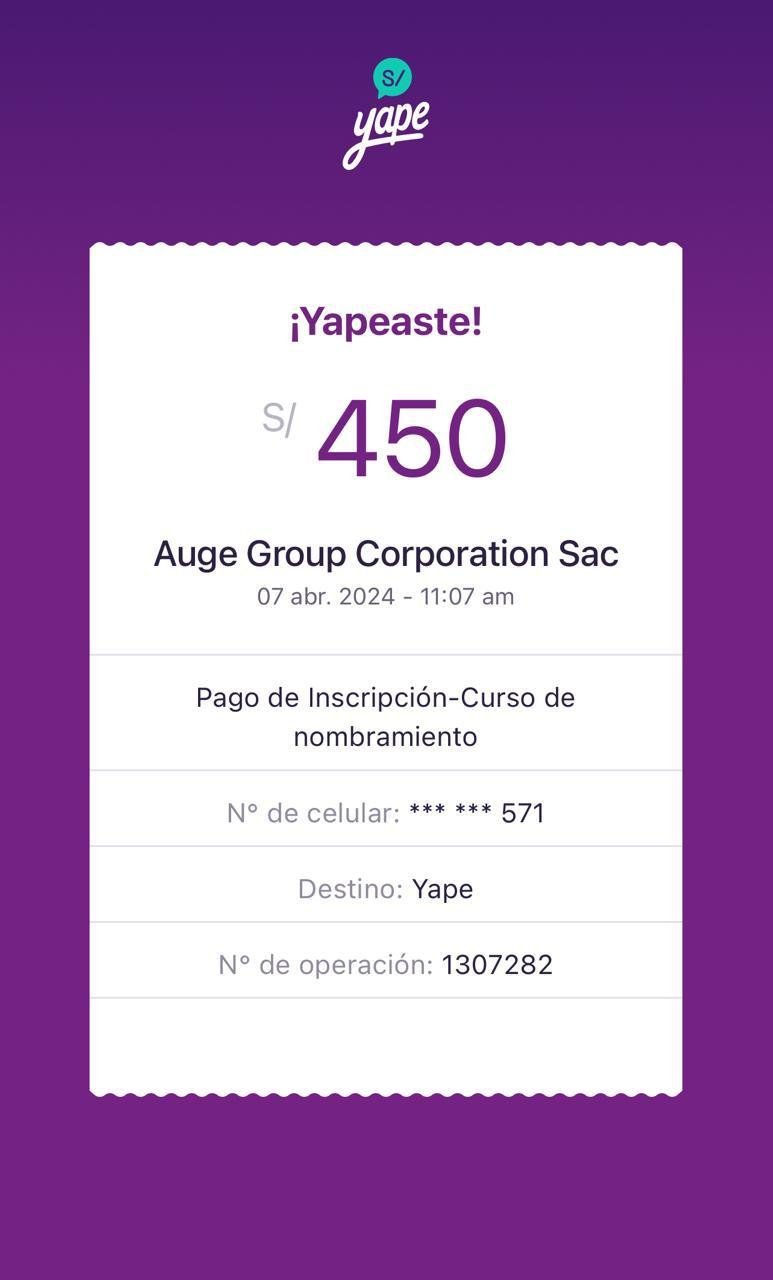 S/
yape
¡Yapeaste!
S/ 450
Auge Group Corporation Sac
07 abr. 2024 - 11:07 am
Pago de Inscripción-Curso de
nombramiento
N° de celular: *** *** 571
Destino: Yape
N° de operación: 1307282